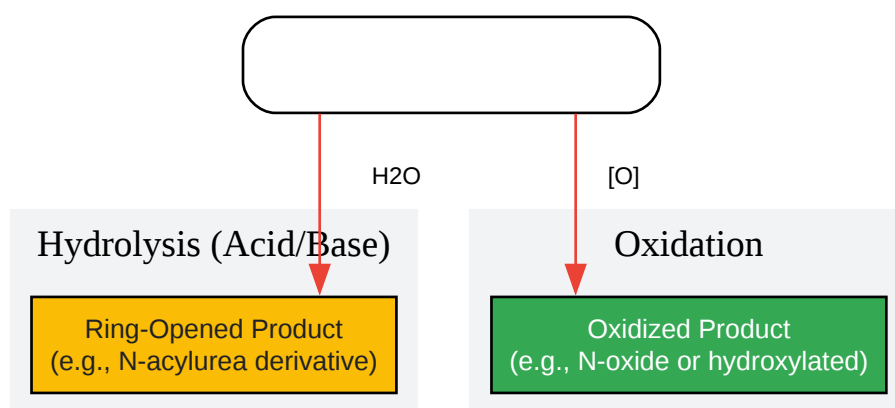 H2O
[O]
Hydrolysis (Acid/Base)
Oxidation
Ring-Opened Product
(e.g., N-acylurea derivative)
Oxidized Product
(e.g., N-oxide or hydroxylated)